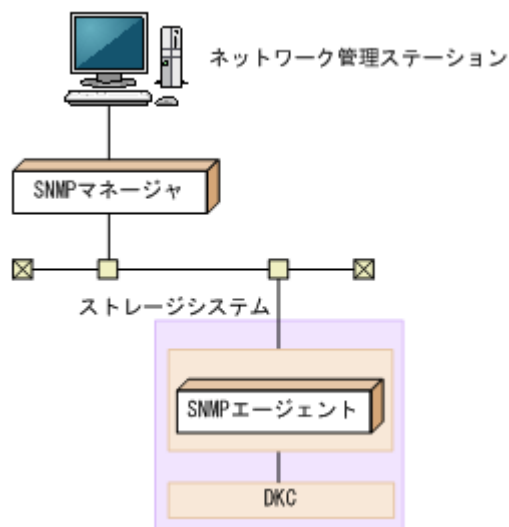 ネットワーク管理ステーション
SNMPマネージャ
ストレージシステム
SNMPエージェント
DKC